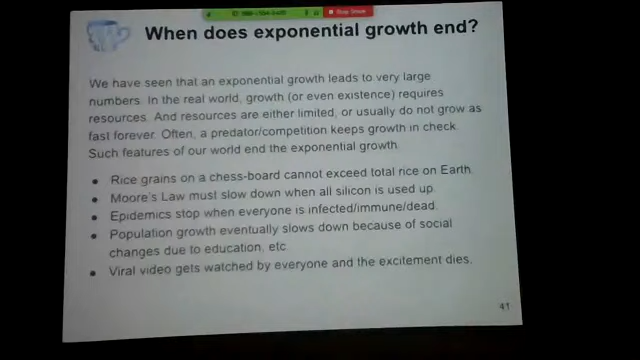 When does exponential growth end?
We have seen that an exponential growth leads to very large
numbers. In the real world, growth (or even existence) requires
resources. And resources are either limited, or usually do not grow as
fast forever. Often, a predator/competition keeps growth in check.
Such features of our world end the exponential growth.
• Rice grains on a chess-board cannot exceed total rice on Earth.
• Moore's Law must slow down when all silicon is used up.
• Epidemics stop when everyone is infected/immune/dead.
• Population growth eventually slows down because of social
changes due to education, etc.
• Viral video gets watched by everyone and the excitement dies.
41